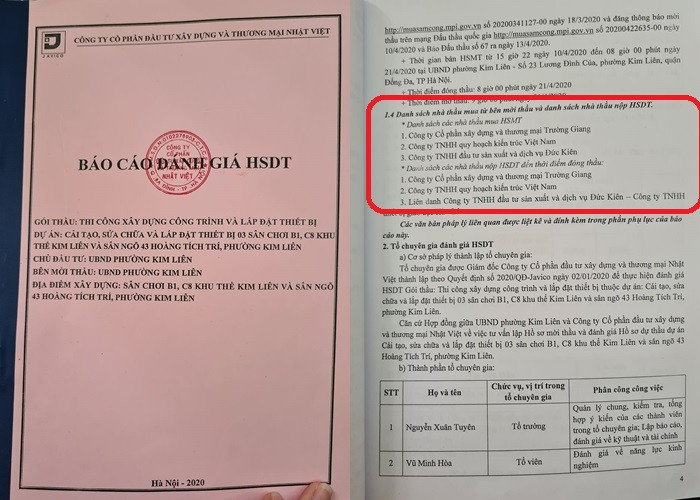 JAVICO
CÔNG TY CỔ PHẦN ĐẦU TƯ XÂY DỰNG VÀ THƯƠNG MẠI NHẬT VIỆT
CÔNG TY
CỔ PHẦN
NHẬT VIỆT
BÁO CÁO ĐÁNH GIÁ HSDT
GÓI THẦU: THI CÔNG XÂY DỰNG CÔNG TRÌNH VÀ LẮP ĐẶT THIẾT BỊ
DỰ ÁN: CẢI TẠO, SỬA CHỮA VÀ LẮP ĐẶT THIẾT BỊ 03 SÂN CHƠI B1, C8 KHU
THỂ KIM LIÊN VÀ SÂN NGÕ 43 HOÀNG TÍCH TRÍ, PHƯỜNG KIM LIÊN
CHỦ ĐẦU TƯ: UBND PHƯỜNG KIM LIÊN
BÊN MỜI THẦU: UBND PHƯỜNG KIM LIÊN
ĐỊA ĐIỂM XÂY DỰNG: SÂN CHƠI B1, C8 KHU THỂ KIM LIÊN VÀ SÂN NGÕ
43 HOÀNG TÍCH TRÍ, PHƯỜNG KIM LIÊN
Hà Nội - 2020
http://muasamcong.mpi.gov.vn số 20200341127-00 ngày 18/3/2020 và đăng thông báo mời
thầu trên mạng Đấu thầu quốc gia http://muasamcong.mpi.gov.vn số 20200422635-00 ngày
10/4/2020 và Báo Đấu thầu số 67 ra ngày 13/4/2020.
+ Thời gian bán HSMT từ 15 giờ 22 ngày 10/4/2020 đến 08 giờ 00 phút ngày
21/4/2020 tại UBND phường Kim Liên - Số 23 Lương Đình Của, phường Kim Liên, quận
Đống Đa, TP Hà Nội.
+ Thời điểm đóng thầu: 8 giờ 00 phút ngày 21/4/2020
+ Thời điểm mở thầu:
1.4 Danh sách nhà thầu mua từ bên mời thầu và danh sách nhà thầu nộp HSDT.
* Danh sách các nhà thầu mua HSMT
1. Công ty Cổ phần xây dựng và thương mại Trường Giang
2. Công ty TNHH quy hoạch kiến trúc Việt Nam
3. Công ty TNHH đầu tư sản xuất và dịch vụ Đức Kiên
* Danh sách các nhà thầu nộp HSDT đến thời điểm đóng thầu:
1. Công ty Cổ phần xây dựng và thương mại Trường Giang
2. Công ty TNHH quy hoạch kiến trúc Việt Nam
3. Liên danh Công ty TNHH đầu tư sản xuất và dịch vụ Đức Kiên – Công ty TNHH
Các văn bản pháp lý liên quan được liệt kê và đính kèm trong phần phụ lục của báo
cáo này.
2. Tổ chuyên gia đánh giá HSDT
a) Cơ sở pháp lý thành lập tổ chuyên gia:
Tổ chuyên gia được Giám đốc Công ty Cổ phần đầu tư xây dựng và thương mại Nhật
Việt thành lập theo Quyết định số 2020/QĐ-Javico ngày 02/01/2020 để thực hiện đánh giá
HSDT Gói thầu: Thi công xây dựng công trình và lắp đặt thiết bị thuộc dự án: Cải tạo, sửa
chữa và lắp đặt thiết bị 03 sân chơi B1, C8 khu thể Kim Liên và sân ngõ 43 Hoàng Tích
Trí, phường Kim Liên.
Căn cứ Hợp đồng giữa UBND phường Kim Liên và Công ty Cổ phần đầu tư xây dựng
và thương mại Nhật Việt về việc tư vấn lập Hồ sơ mời thầu và đánh giá Hồ sơ dự thầu dự án
Cải tạo, sửa chữa và lắp đặt thiết bị 03 sân chơi B1, C8 khu thể Kim Liên và sân ngõ 43
Hoàng Tích Trí, phường Kim Liên.
b) Thành phần tổ chuyên gia:
STT Họ và tên Chức vụ, vị trí trong tổ chuyên gia Phân công công việc
1 Nguyễn Xuân Tuyên Tổ trưởng Quản lý chung, kiểm tra, tổng
hợp ý kiến của các thành viên
trong tổ chuyên gia; Lập báo cáo,
đánh giá về kỹ thuật và tài chính
2 Vũ Minh Hòa Tổ viên Đánh giá về năng lực kinh
nghiệm
4